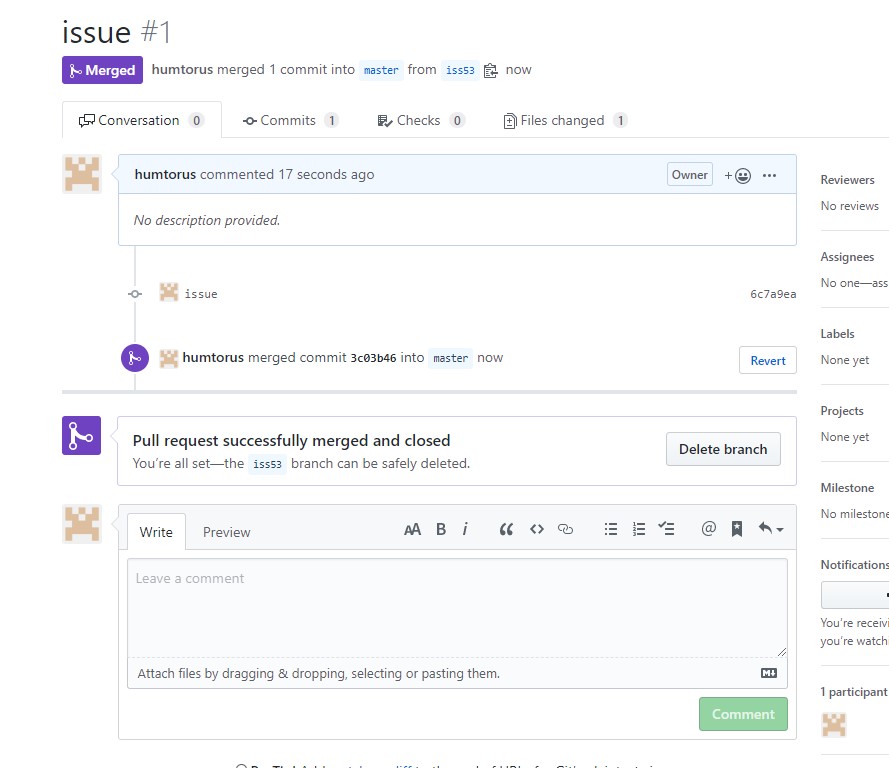 issue #1
Merged humtorus merged 1 commit into master from iss53 now
Conversation 0 Commits 1 Checks 0 Files changed 1
humtorus commented 17 seconds ago Owner
No description provided.
issue 6c7a9ea
humtorus merged commit 3c03b46 into master now Revert
Pull request successfully merged and closed
You're all set—the iss53 branch can be safely deleted.
Delete branch
Write Preview
Leave a comment
Attach files by dragging & dropping, selecting or pasting them.
Comment
Reviewers
No reviews
Assignees
No one—ass
Labels
None yet
Projects
None yet
Milestone
No milestone
Notifications
You're receivi
you're watch
1 participant